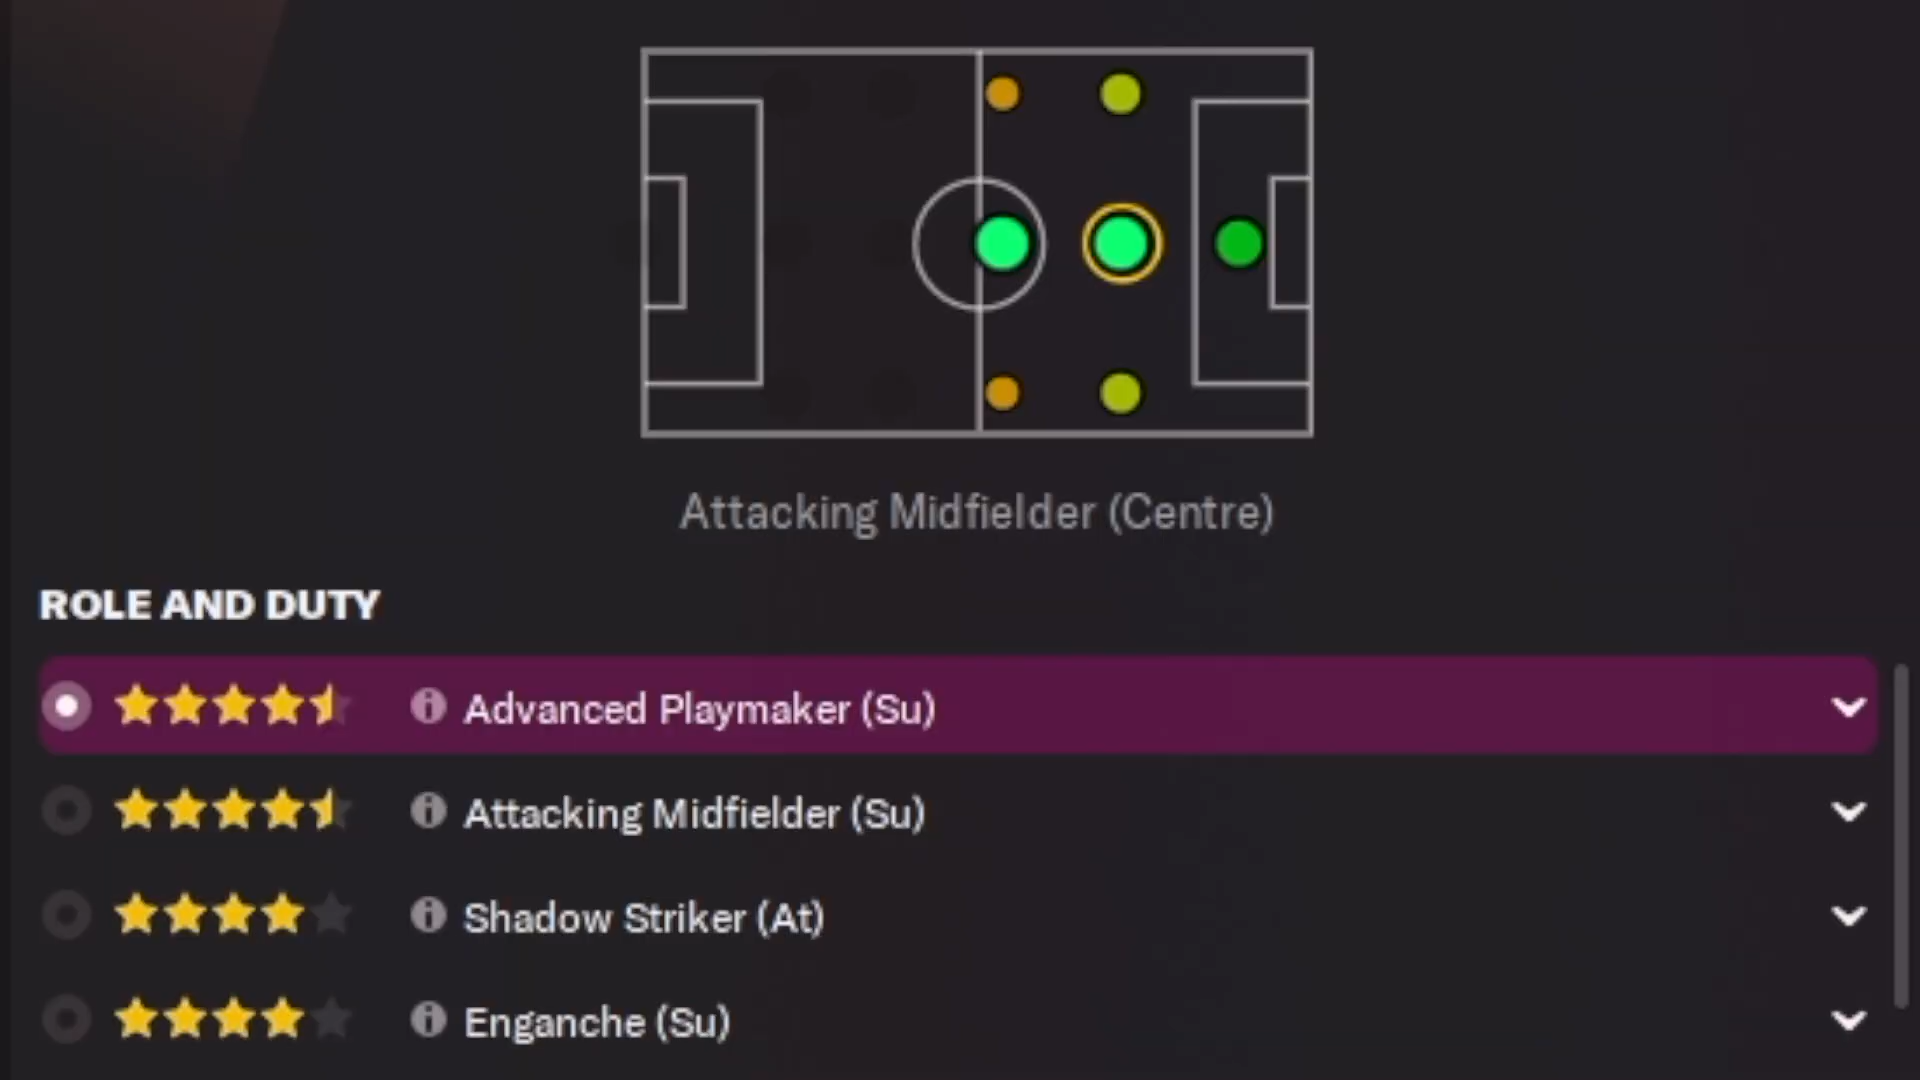 Attacking Midfielder (Centre)
ROLE AND DUTY
Advanced Playmaker (Su)
Attacking Midfielder (Su)
Shadow Striker (At)
Enganche (Su)